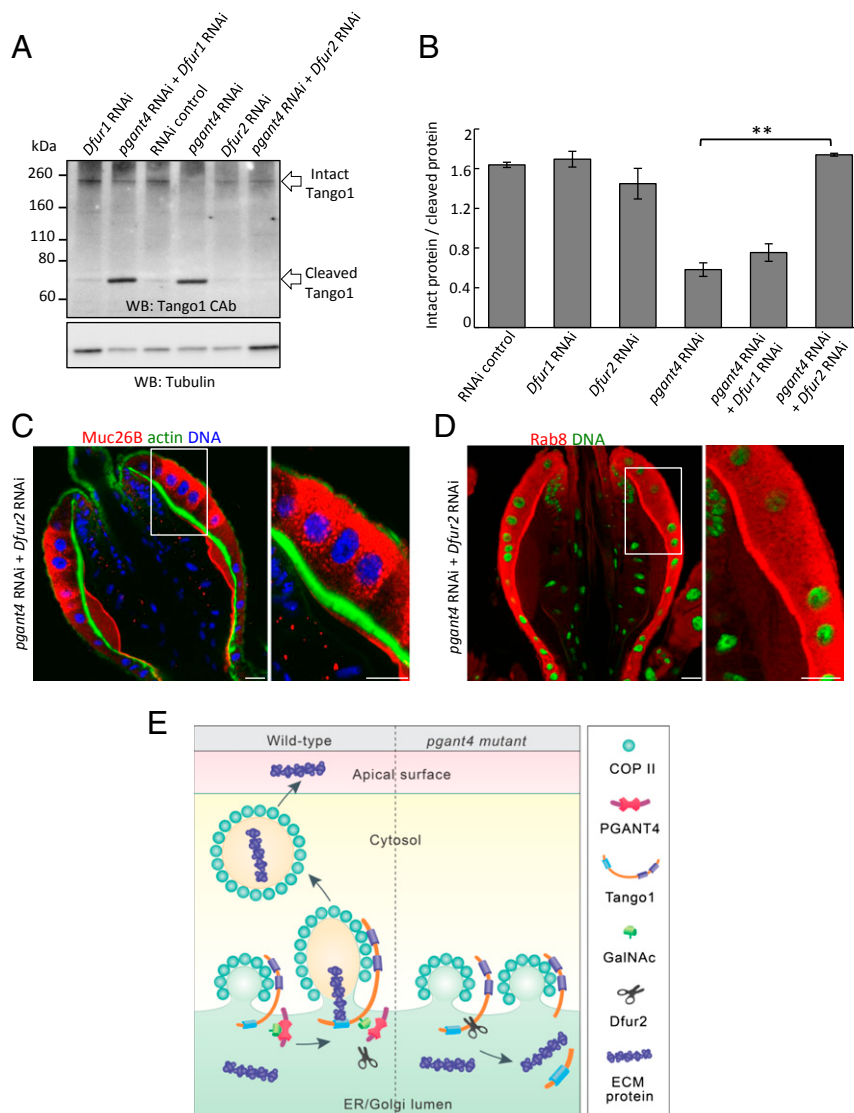 A
Dfur1 RNAi
pgant4 RNAi + Dfur1 RNAi
RNAi control
pgant4 RNAi
Dfur2 RNAi
pgant4 RNAi + Dfur2 RNAi
kDa
260
160
110
80
60
Intact
Tango1
Cleaved
Tango1
WB: Tango1 CAb
WB: Tubulin
B
Intact protein / cleaved protein
2
1.6
1.2
0.8
0.4
0
**
RNAi control
Dfur1 RNAi
Dfur2 RNAi
pgant4 RNAi
pgant4 RNAi
+ Dfur1 RNAi
pgant4 RNAi
+ Dfur2 RNAi
C
Muc26B actin DNA
pgant4 RNAi + Dfur2 RNAi
D
Rab8 DNA
pgant4 RNAi + Dfur2 RNAi
E
Wild-type
pgant4 mutant
Apical surface
Cytosol
ER/Golgi lumen
COP II
PGANT4
Tango1
GalNAc
Dfur2
ECM
protein